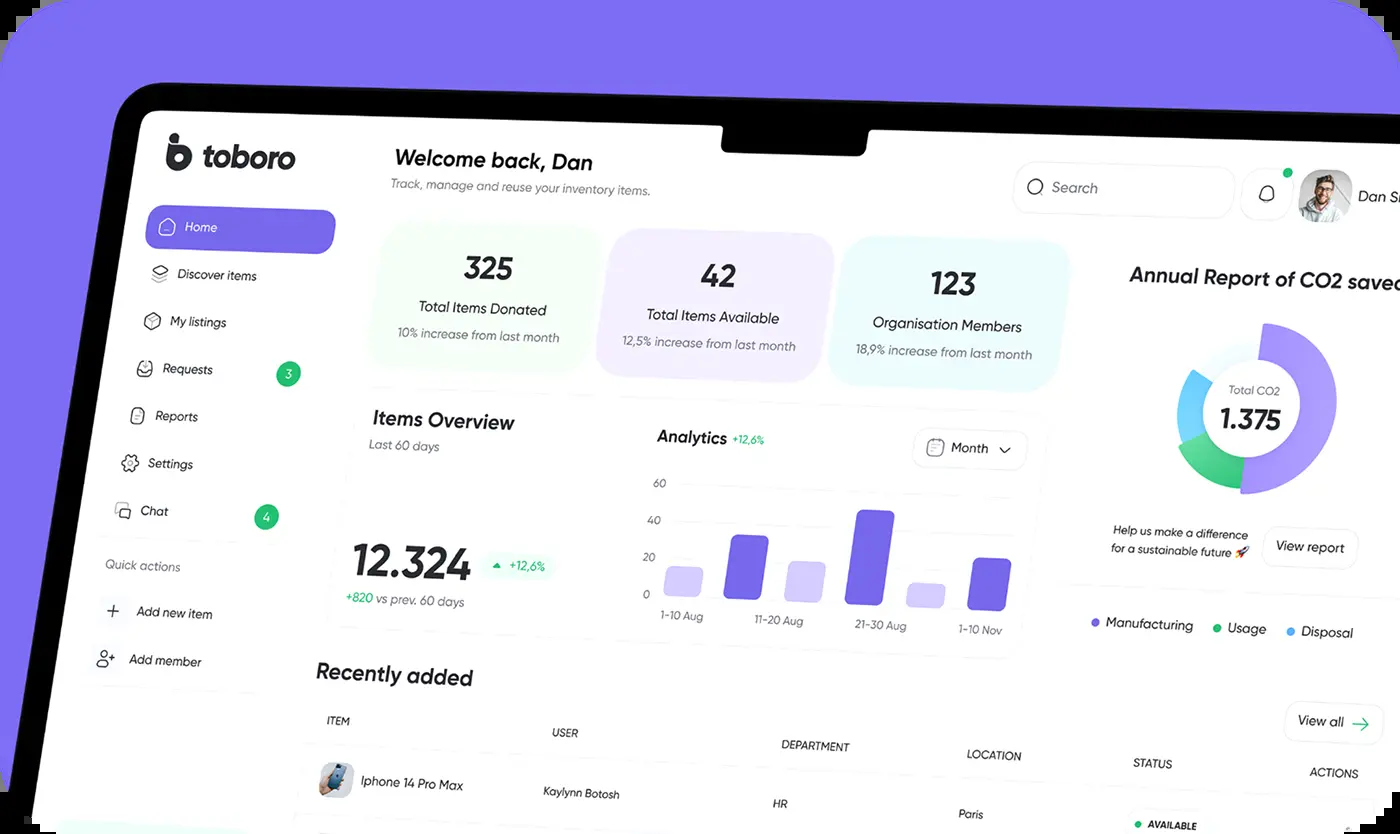 toboro
Home
Discover items
My listings
Requests
3
Reports
Settings
Chat
4
Quick actions
Add new item
Add member
Welcome back, Dan
Track, manage and reuse your inventory items.
Search
Dan
325
Total Items Donated
10% increase from last month
42
Total Items Available
12,5% increase from last month
123
Organisation Members
18,9% increase from last month
Items Overview
Last 60 days
12.324
+12,6%
+820 vs prev. 60 days
Analytics +12,6%
Month
60
40
20
0
1-10 Aug
11-20 Aug
21-30 Aug
1-10 Nov
Annual Report of CO2 saved
Total CO2
1.375
Help us make a difference
for a sustainable future 🚀
View report
Manufacturing
Usage
Disposal
Recently added
View all
ITEM
USER
DEPARTMENT
LOCATION
STATUS
ACTIONS
Iphone 14 Pro Max
Kaylynn Botosh
HR
Paris
AVAILABLE